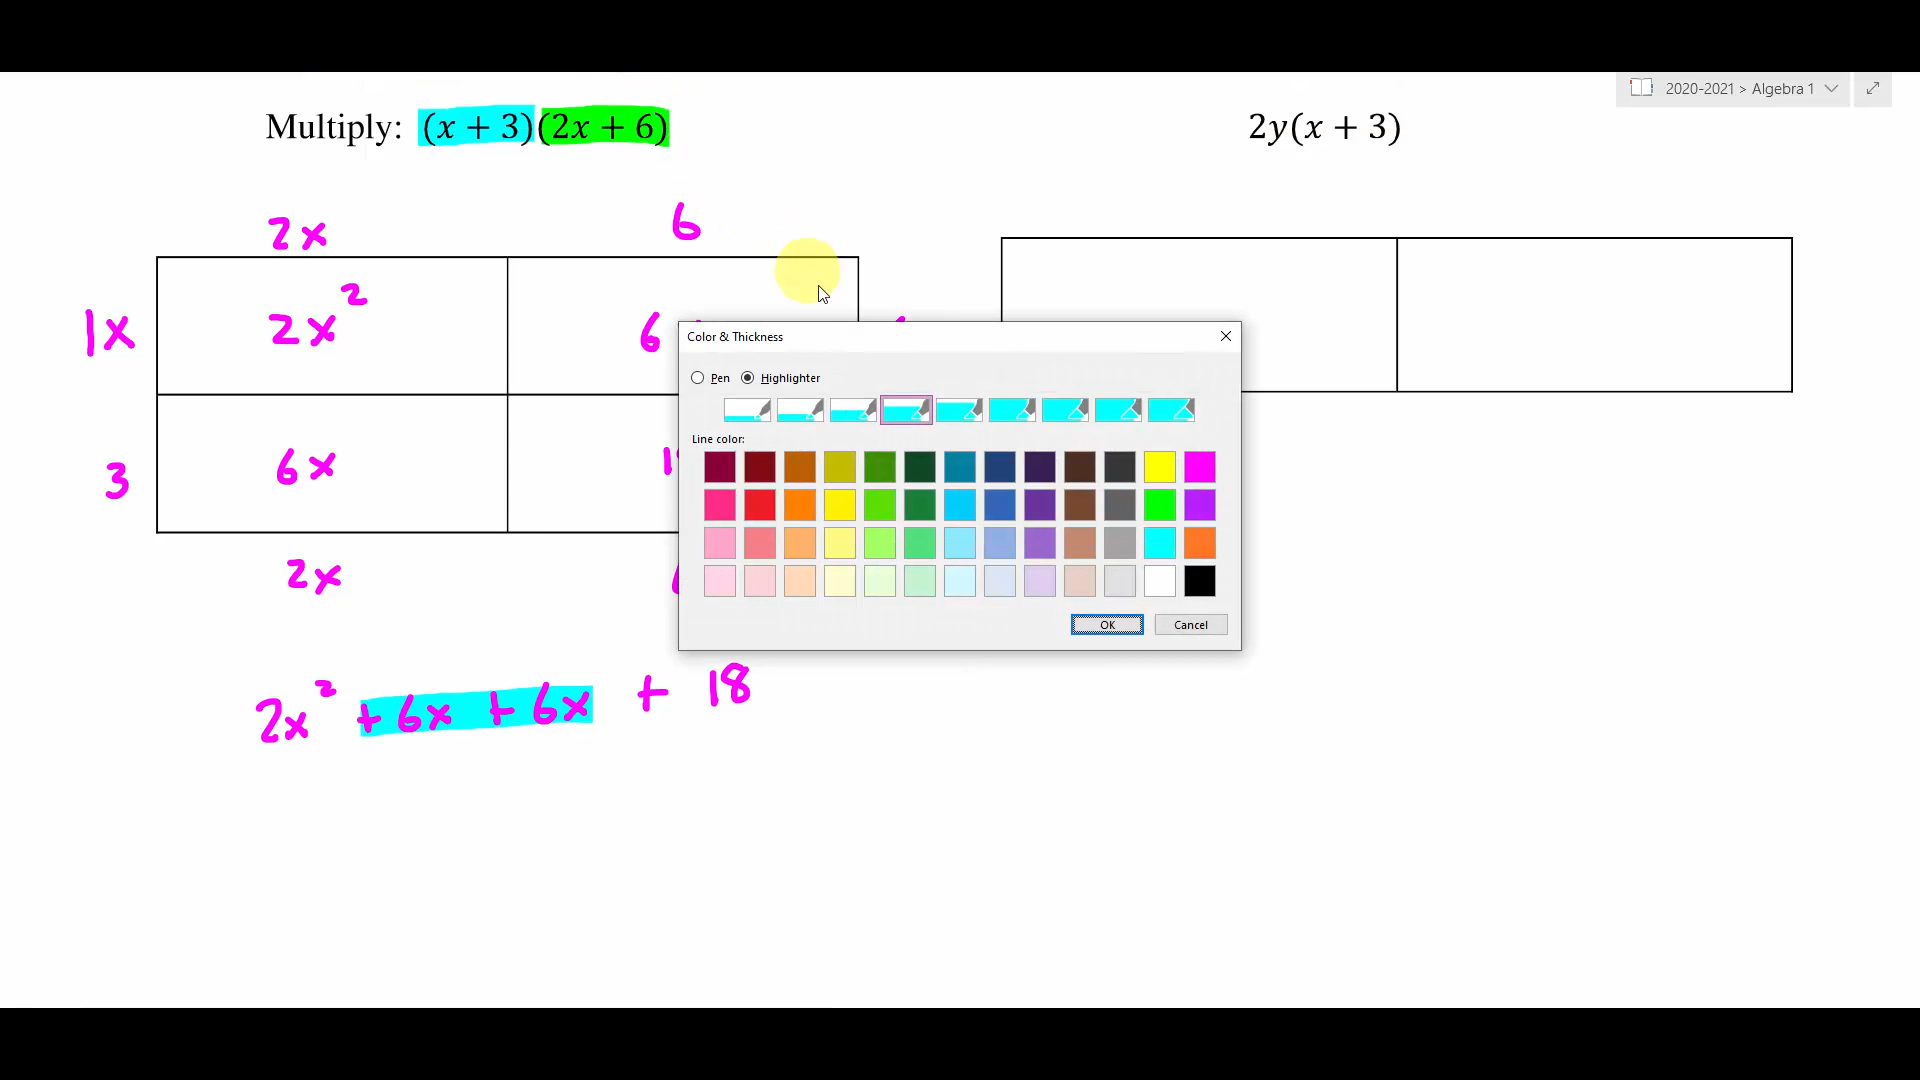 2020-2021 > Algebra 1
Multiply: (x + 3)(2x + 6)
2y(x + 3)
2x 6
1x 2x² 6
3 6x
2x
2x² + 6x + 6x + 18
Color & Thickness
Pen Highlighter
Line color:
OK Cancel